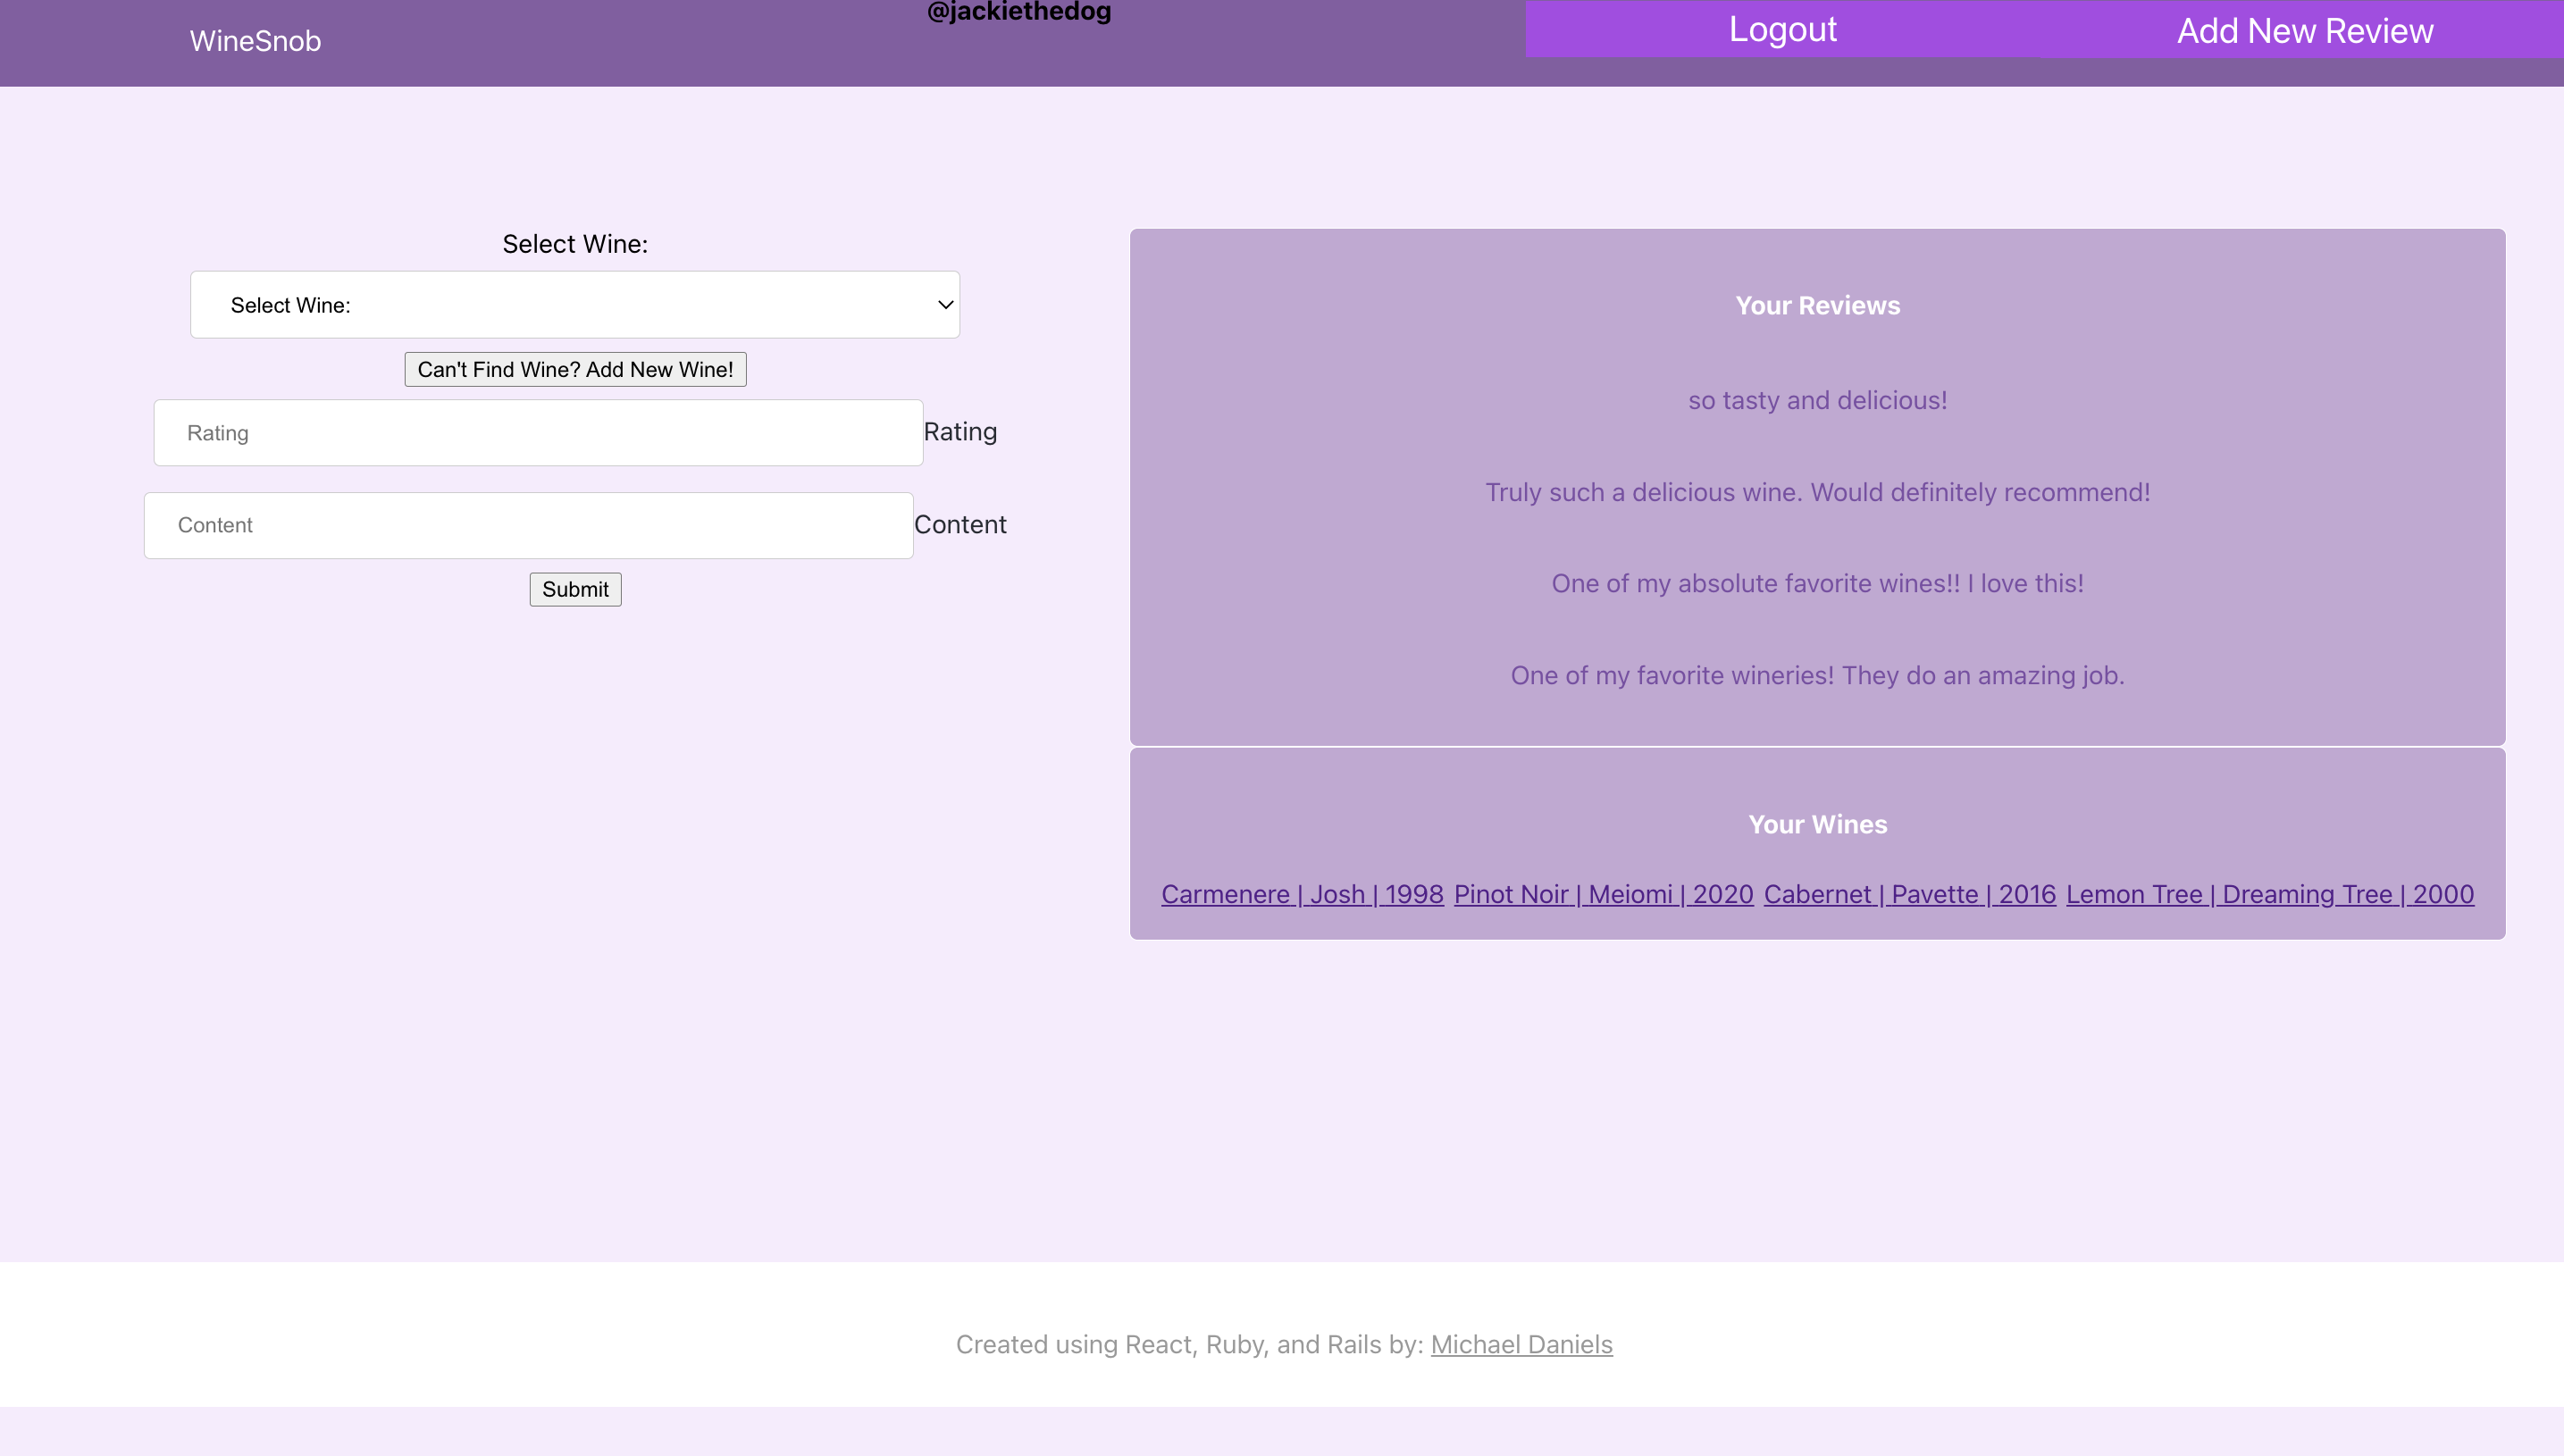 WineSnob
@jackiethedog
Logout
Add New Review
Select Wine:
Select Wine:
Can't Find Wine? Add New Wine!
Rating Rating
Content Content
Submit
Your Reviews
so tasty and delicious!
Truly such a delicious wine. Would definitely recommend!
One of my absolute favorite wines!! I love this!
One of my favorite wineries! They do an amazing job.
Your Wines
Carmenere | Josh | 1998 Pinot Noir | Meiomi | 2020 Cabernet | Pavette | 2016 Lemon Tree | Dreaming Tree | 2000
Created using React, Ruby, and Rails by: Michael Daniels